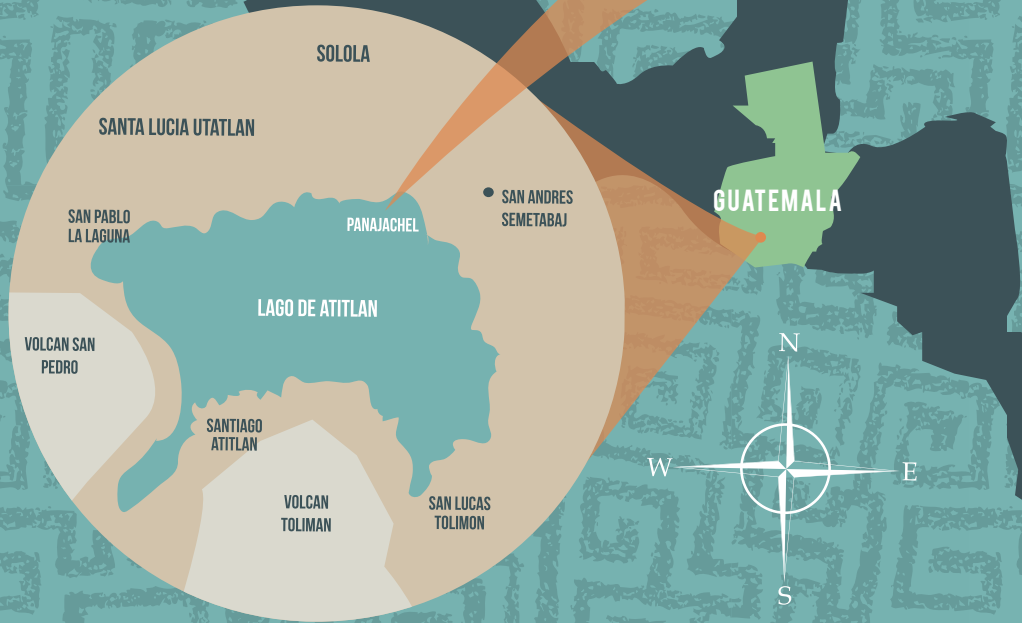 SOLOLA
SANTA LUCIA UTATLAN
SAN ANDRES
SEMETABAJ
SAN PABLO
LA LAGUNA
PANAJACHEL
GUATEMALA
LAGO DE ATITLAN
VOLCAN SAN
PEDRO
SANTIAGO
ATITLAN
VOLCAN
TOLIMAN
SAN LUCAS
TOLIMON
N
W
E
S